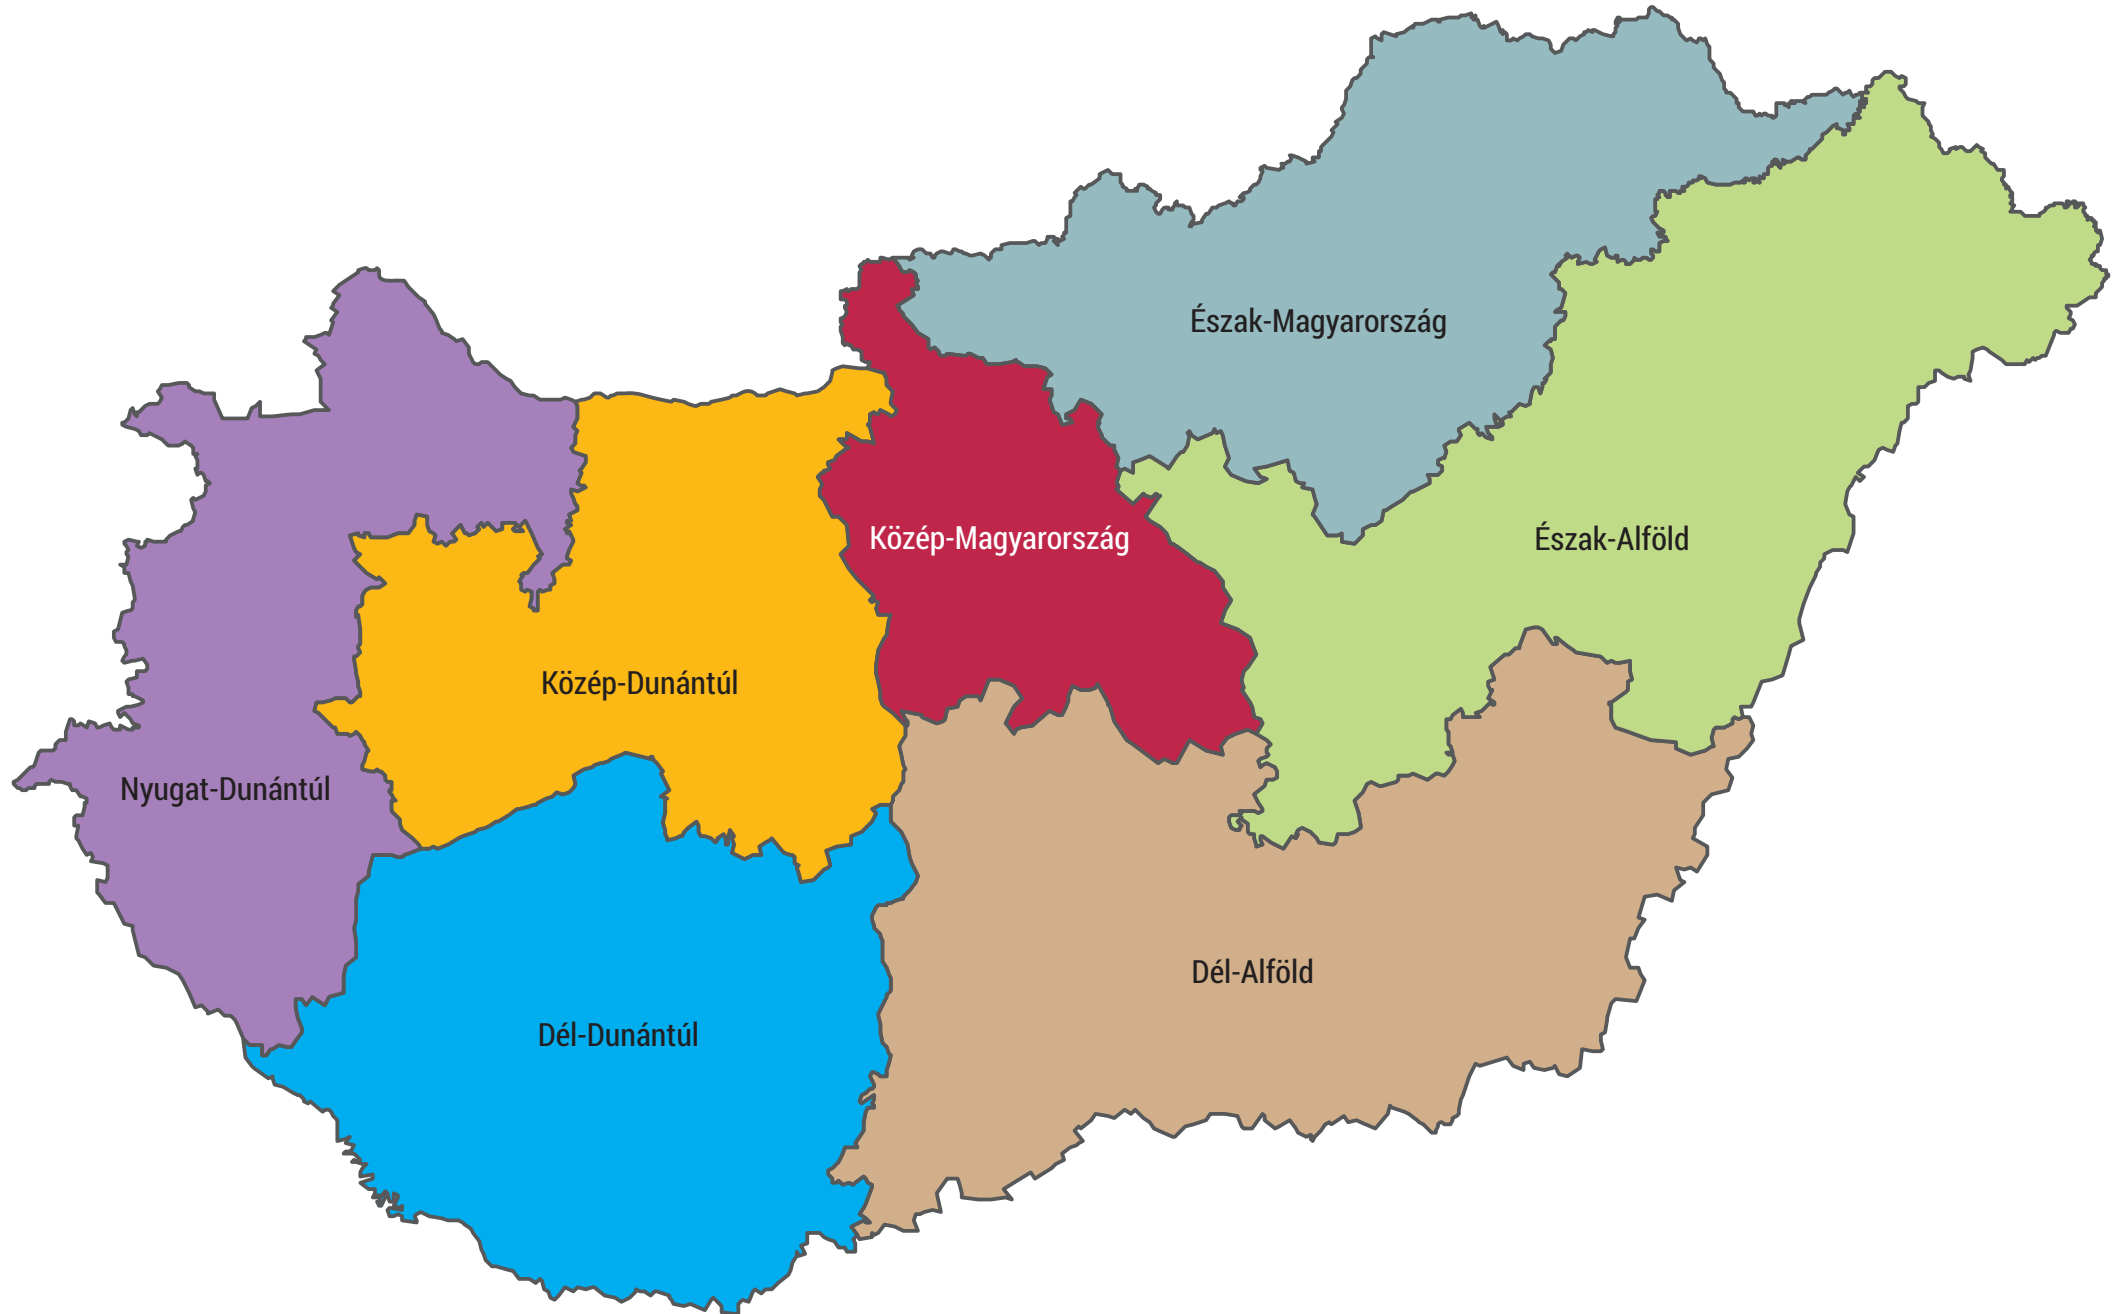 Észak-Magyarország
Közép-Magyarország
Észak-Alföld
Közép-Dunántúl
Nyugat-Dunántúl
Dél-Alföld
Dél-Dunántúl